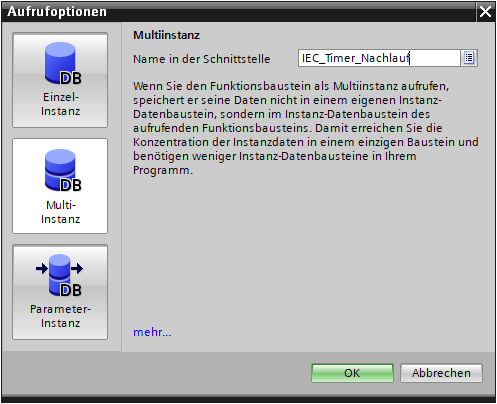 Aufrufoptionen
DB
Einzel-
Instanz
DB
Multi-
Instanz
DB
Parameter-
Instanz
Multiinstanz
Name in der Schnittstelle
IEC_Timer_Nachlauf
Wenn Sie den Funktionsbaustein als Multiinstanz aufrufen,
speichert er seine Daten nicht in einem eigenen Instanz-
Datenbaustein, sondern im Instanz-Datenbaustein des
aufrufenden Funktionsbausteins. Damit erreichen Sie die
Konzentration der Instanzdaten in einem einzigen Baustein und
benötigen weniger Instanz-Datenbausteine in Ihrem
Programm.
mehr...
OK
Abbrechen